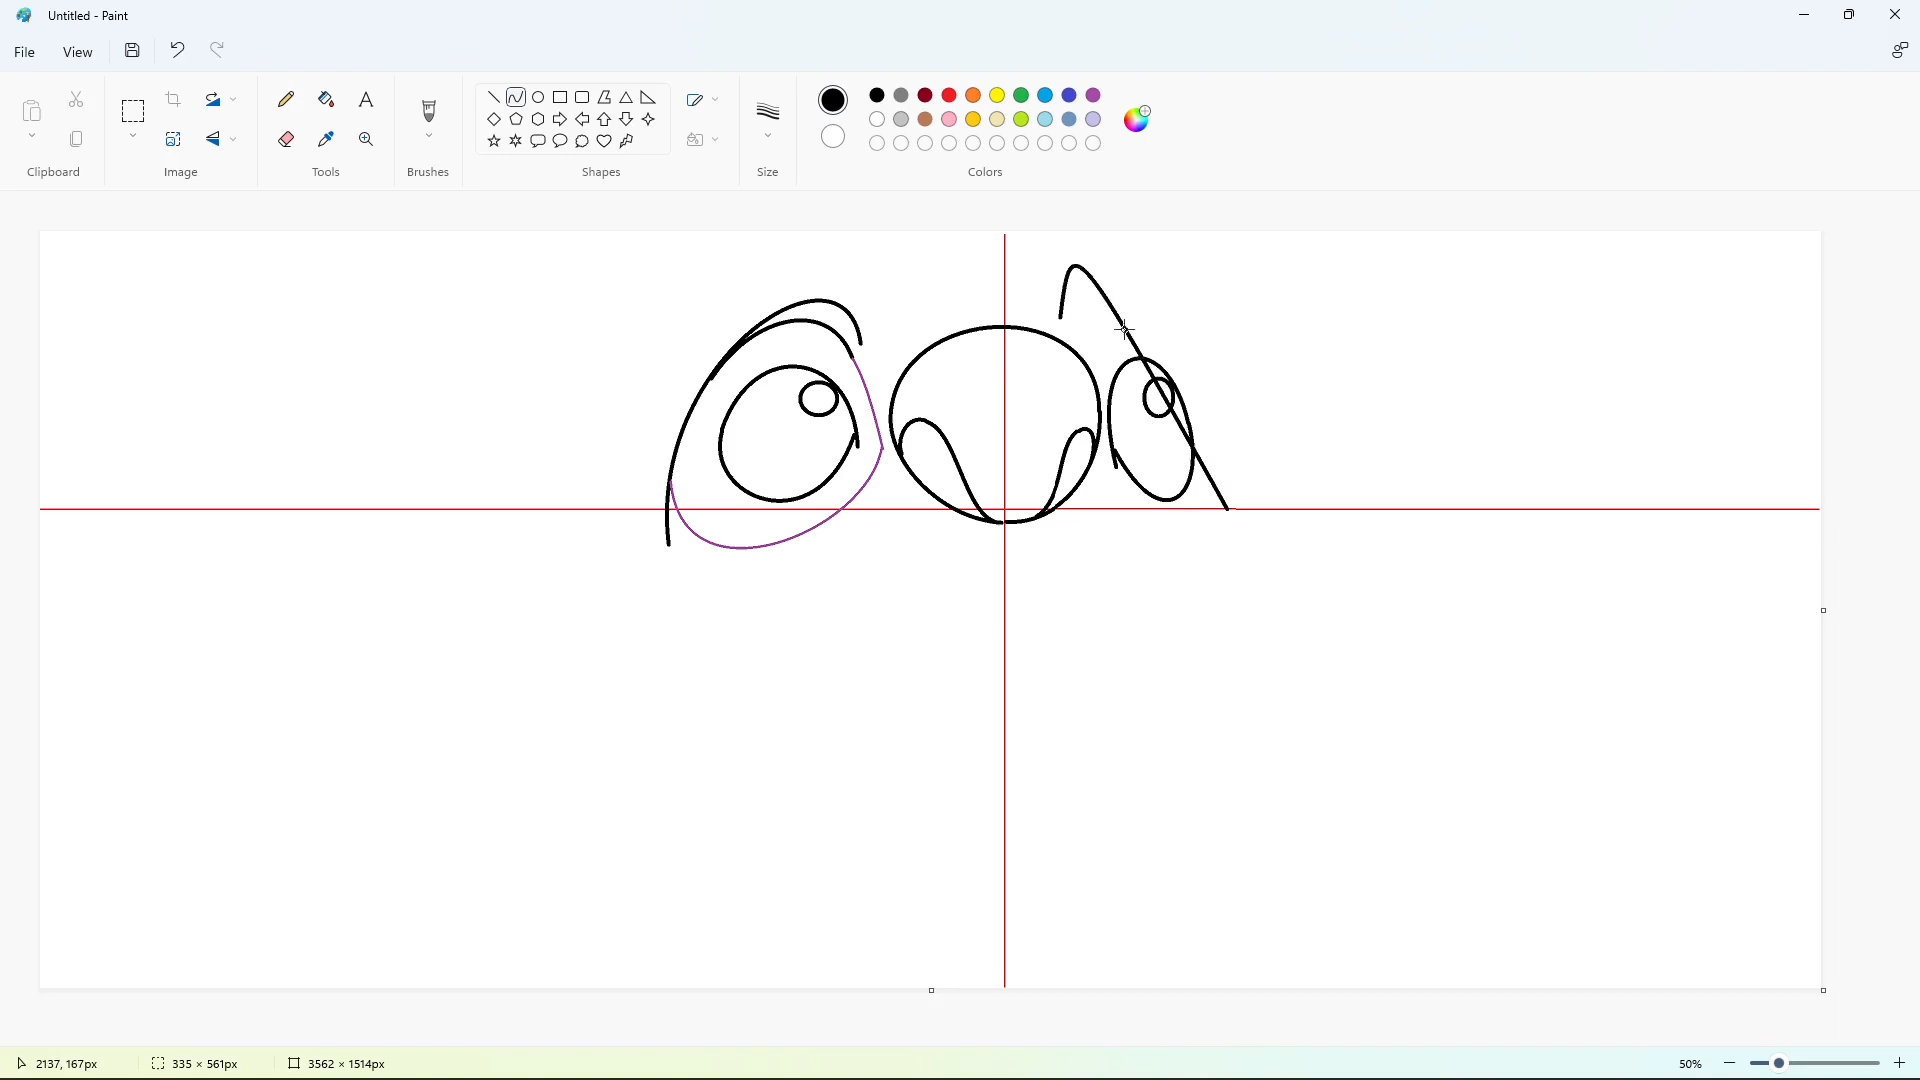 Untitled - Paint
File View
Clipboard
Image
Tools
Brushes
Shapes
Size
Colors
2137, 167px
335 × 561px
3562 × 1514px
50%